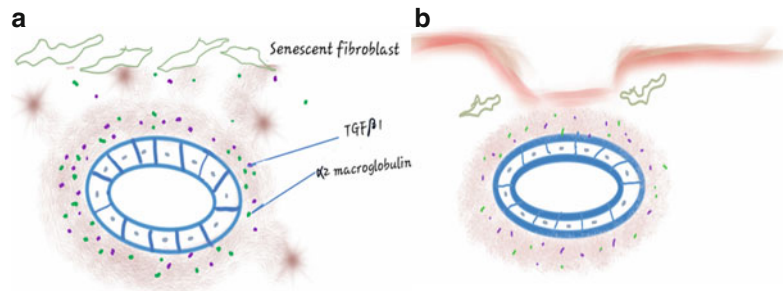 a
b
Senescent fibroblast
TGFβ1
α2 macroglobulin